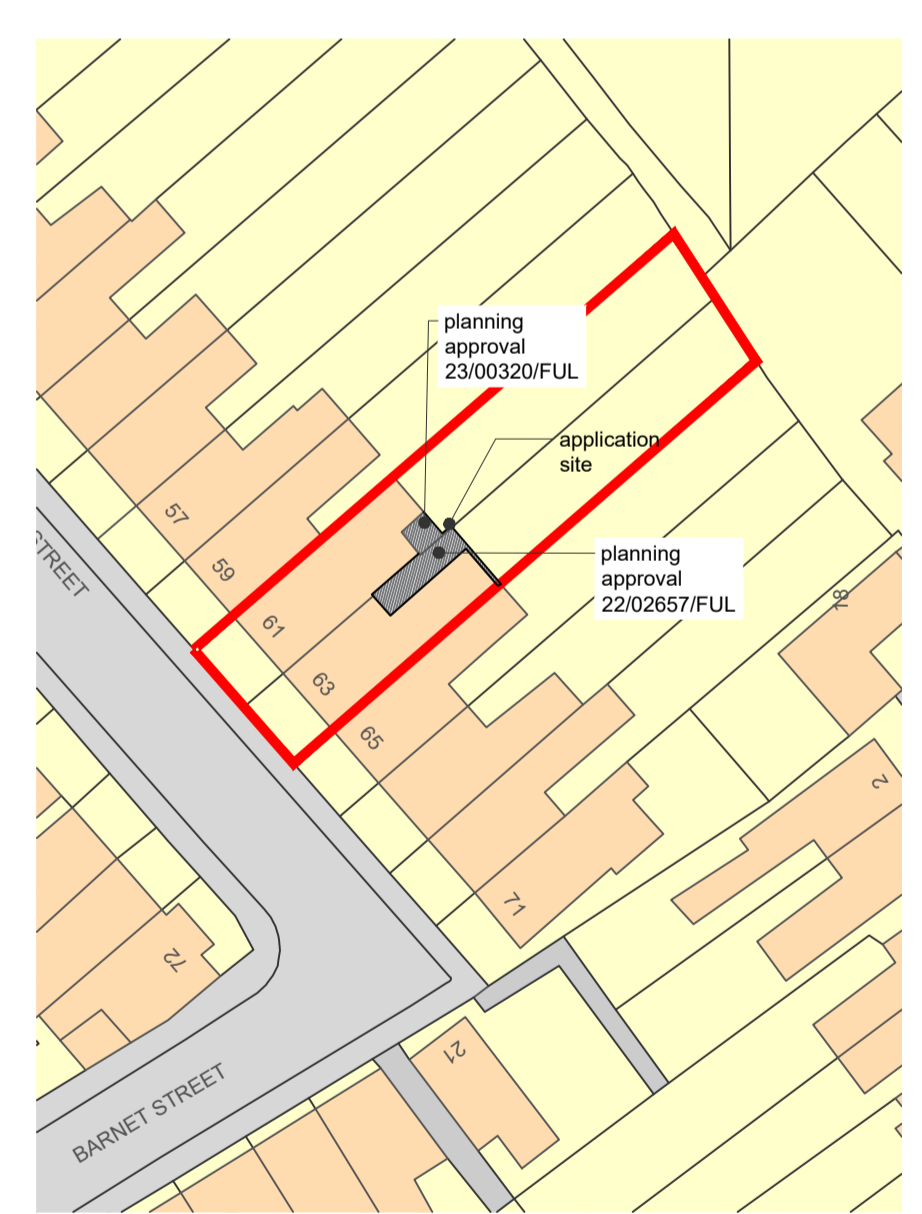 planning
approval
23/00320/FUL
application
site
57
STREET
planning
approval
22/02657/FUL
59
81
61
63
65
2
71
72
21
BARNET STREET